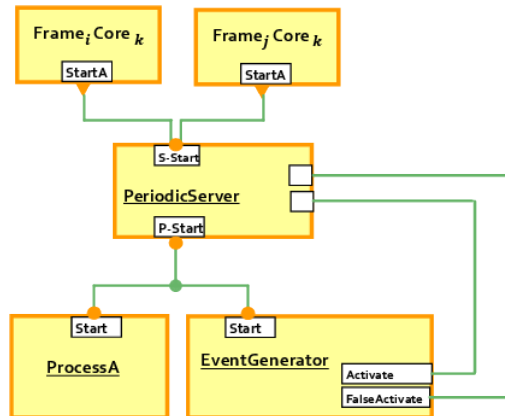 Frame i Core k
Frame j Core k
StartA
StartA
S-Start
PeriodicServer
P-Start
Start
Start
ProcessA
EventGenerator
Activate
FalseActivate